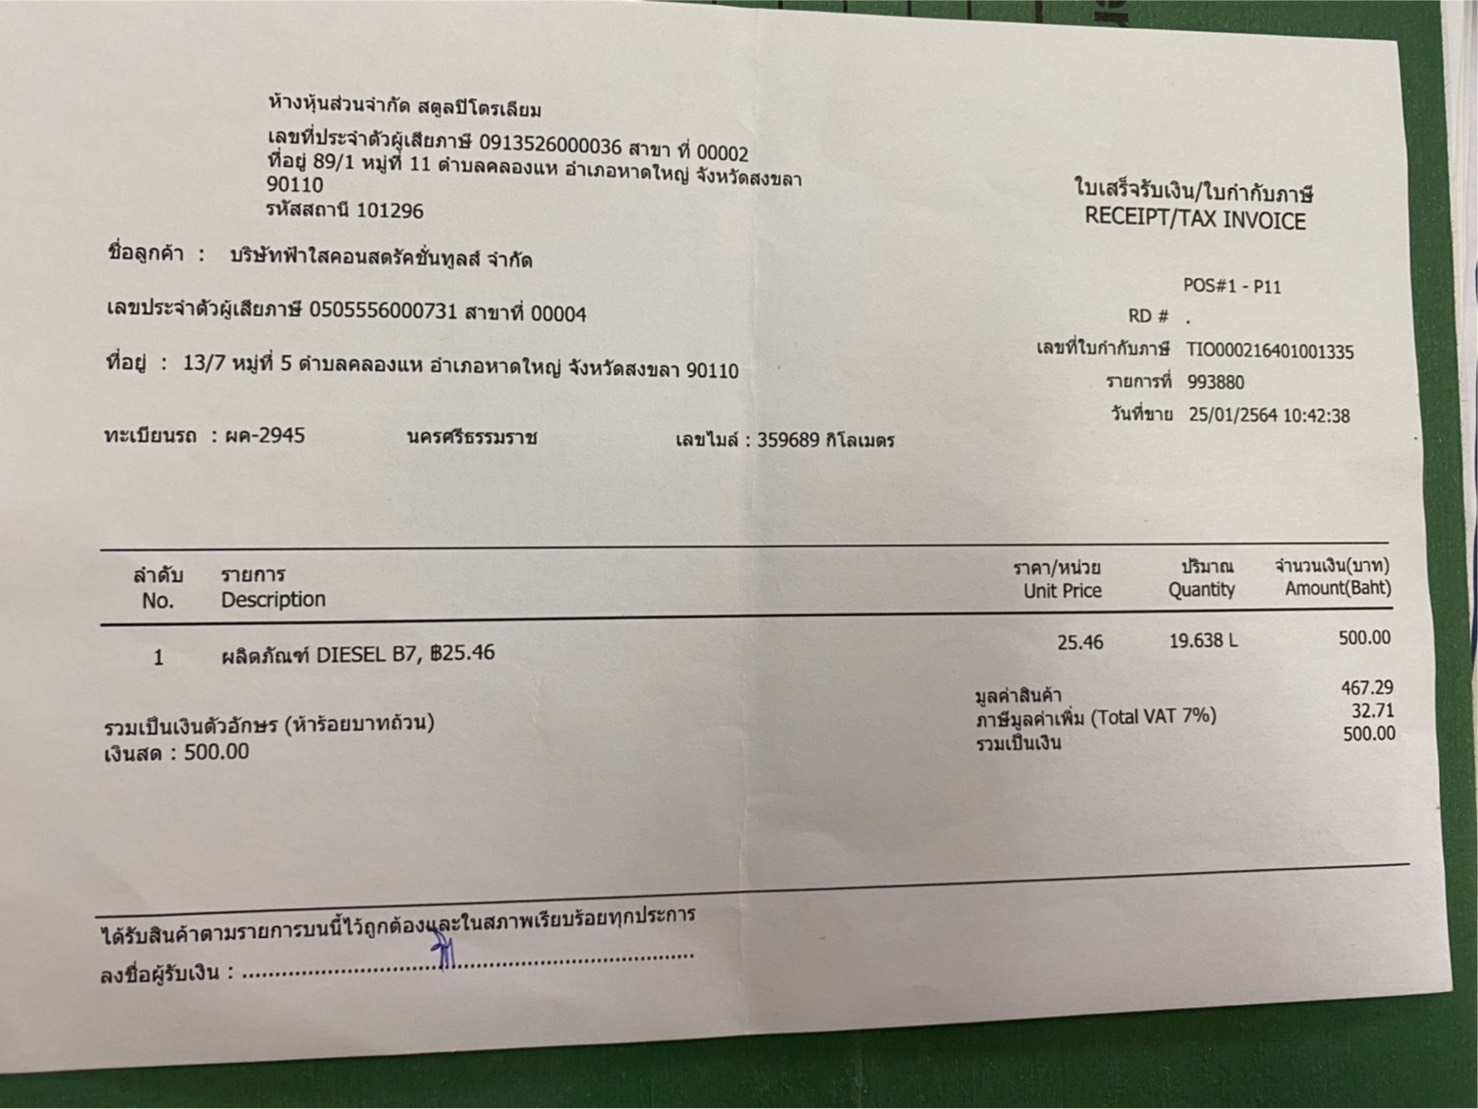 ห้างหุ้นส่วนจำกัด สตูลปิโตรเลียม
เลขที่ประจำตัวผู้เสียภาษี 0913526000036 สาขา ที่ 00002
ที่อยู่ 89/1 หมู่ที่ 11 ตำบลคลองแห อำเภอหาดใหญ่ จังหวัดสงขลา
90110
รหัสสถานี 101296
ใบเสร็จรับเงิน/ใบกำกับภาษี
RECEIPT/TAX INVOICE
ชื่อลูกค้า : บริษัทฟ้าใสคอนสตรัคชั่นทูลส์ จำกัด
POS#1 - P11
เลขประจำตัวผู้เสียภาษี 0505556000731 สาขาที่ 00004
RD # .
เลขที่ใบกำกับภาษี TIO000216401001335
ที่อยู่ : 13/7 หมู่ที่ 5 ตำบลคลองแห อำเภอหาดใหญ่ จังหวัดสงขลา 90110
รายการที่ 993880
วันที่ขาย 25/01/2564 10:42:38
ทะเบียนรถ : ผค-2945 นครศรีธรรมราช เลขไมล์ : 359689 กิโลเมตร
ลำดับ รายการ ราคา/หน่วย ปริมาณ จำนวนเงิน(บาท)
No. Description Unit Price Quantity Amount(Baht)
1 ผลิตภัณฑ์ DIESEL B7, ฿25.46 25.46 19.638 L 500.00
มูลค่าสินค้า 467.29
ภาษีมูลค่าเพิ่ม (Total VAT 7%) 32.71
รวมเป็นเงิน 500.00
รวมเป็นเงินตัวอักษร (ห้าร้อยบาทถ้วน)
เงินสด : 500.00
ได้รับสินค้าตามรายการบนนี้ไว้ถูกต้องและในสภาพเรียบร้อยทุกประการ
ลงชื่อผู้รับเงิน : ........................................................................